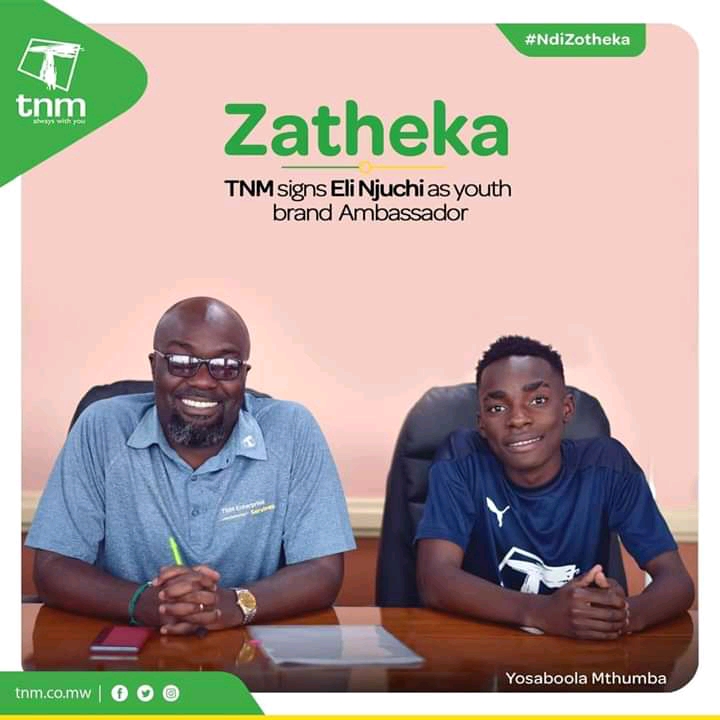 #NdiZotheka
tnm
always with you
Zatheka
TNM signs Eli Njuchi as youth
brand Ambassador
TNM Enterprise
Services
Yosaboola Mthumba
tnm.co.mw